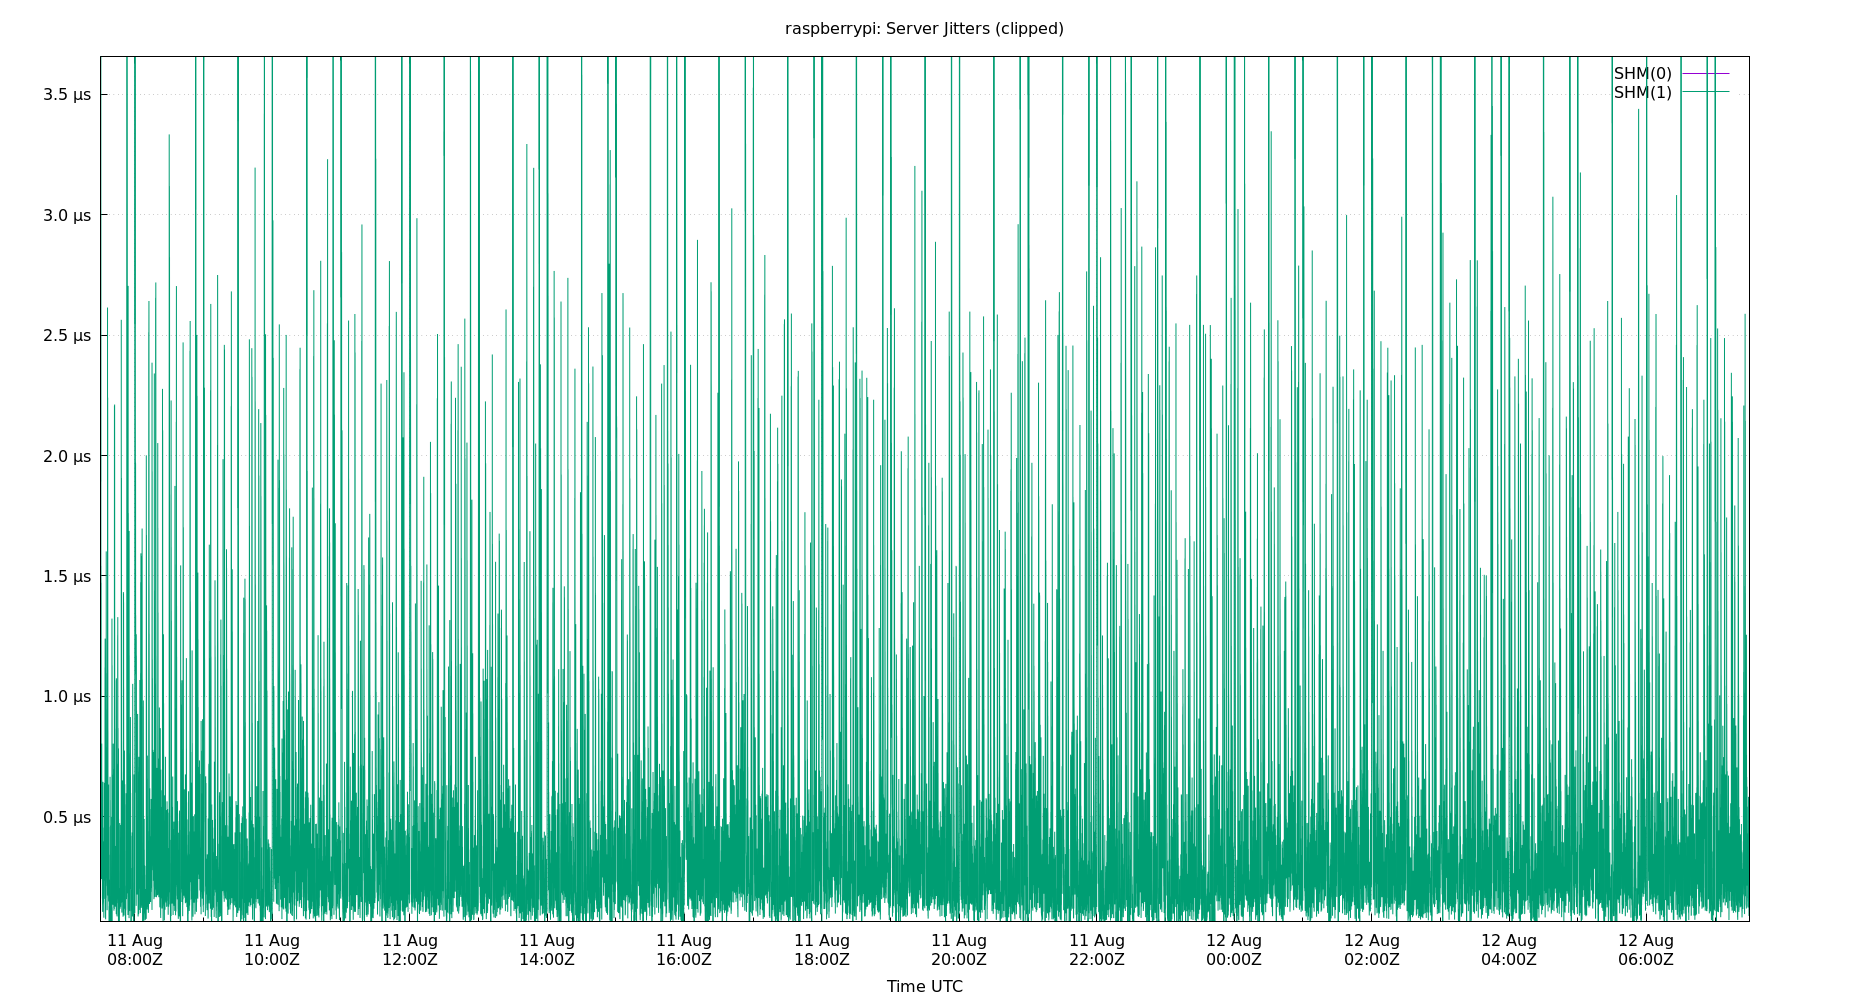 raspberrypi: Server Jitters (clipped)
SHM(0)
SHM(1)
3.5 µs
3.0 µs
2.5 µs
2.0 µs
1.5 µs
1.0 µs
0.5 µs
11 Aug 11 Aug 11 Aug 11 Aug 11 Aug 11 Aug 11 Aug 11 Aug 12 Aug 12 Aug 12 Aug 12 Aug
08:00Z 10:00Z 12:00Z 14:00Z 16:00Z 18:00Z 20:00Z 22:00Z 00:00Z 02:00Z 04:00Z 06:00Z
Time UTC